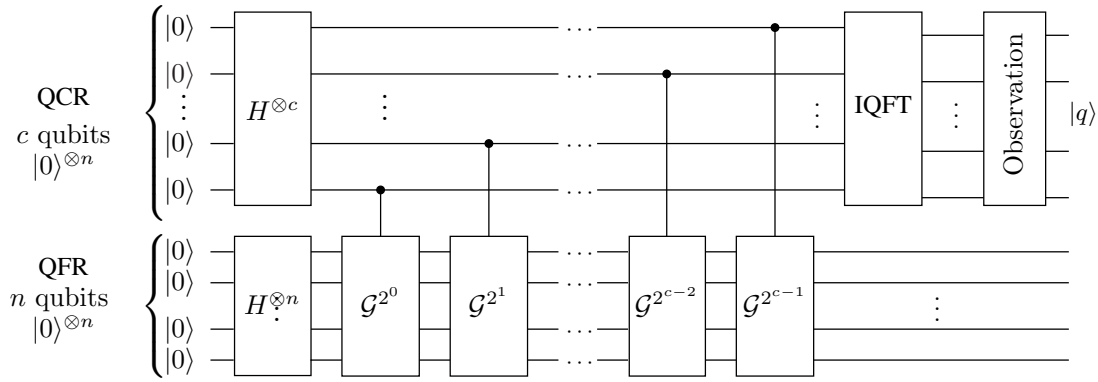 |0⟩
|0⟩
QCR
c qubits
|0⟩^{⊗n}
⋮
|0⟩
|0⟩
H^{⊗c}
⋮
…
…
…
…
⋮
IQFT
⋮
Observation
|q⟩
QFR
n qubits
|0⟩^{⊗n}
|0⟩
|0⟩
|0⟩
|0⟩
H^{⊗n}
⋮
𝒢^{2^0}
𝒢^{2^1}
…
…
…
…
𝒢^{2^{c−2}}
𝒢^{2^{c−1}}
⋮